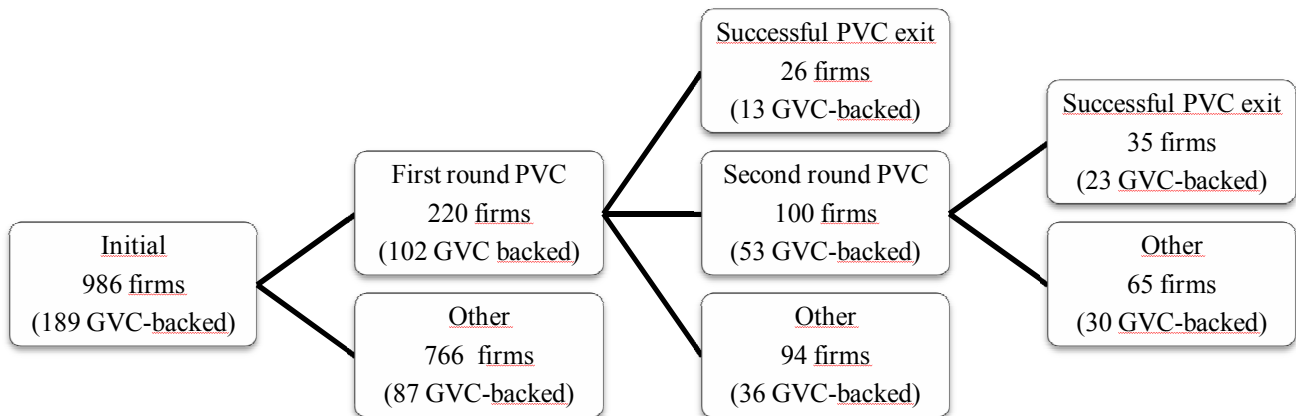 Initial
986 firms
(189 GVC-backed)
First round PVC
220 firms
(102 GVC backed)
Other
766 firms
(87 GVC-backed)
Successful PVC exit
26 firms
(13 GVC-backed)
Second round PVC
100 firms
(53 GVC-backed)
Other
94 firms
(36 GVC-backed)
Successful PVC exit
35 firms
(23 GVC-backed)
Other
65 firms
(30 GVC-backed)